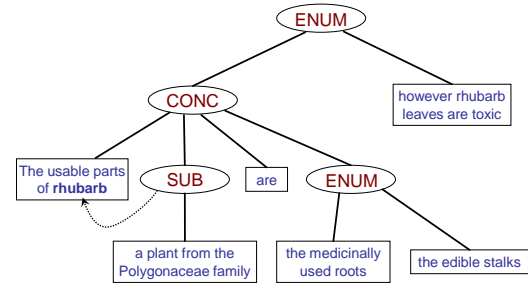 ENUM
CONC
however rhubarb
leaves are toxic
The usable parts
of rhubarb
SUB
are
ENUM
a plant from the
Polygonaceae family
the medicinally
used roots
the edible stalks